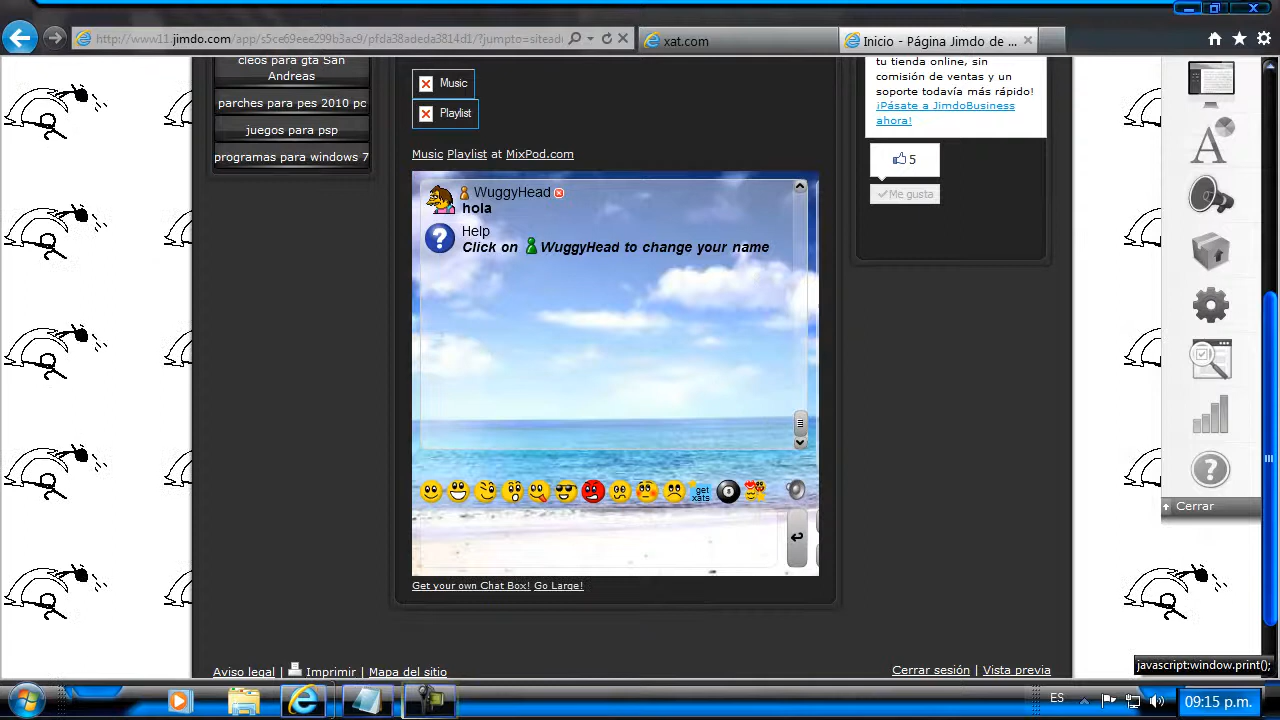 http://www11.jimdo.com/app/s5ce69eee299b3ac9/pfda38adeda3814d1/?jumpto=sitead
xat.com
Inicio - Página Jimdo de ...
cleos para gta San
Andreas
parches para pes 2010 pc
juegos para psp
programas para windows 7
Music
Playlist
Music Playlist at MixPod.com
WuggyHead
hola
Help
Click on WuggyHead to change your name
get
xats
8
Get your own Chat Box! Go Large!
tu tienda online, sin
comisión de ventas y un
soporte todavía más rápido!
¡Pásate a JimdoBusiness
ahora!
5
Me gusta
Cerrar
Aviso legal | Imprimir | Mapa del sitio
Cerrar sesión | Vista previa
javascript:window.print();
ES
09:15 p.m.